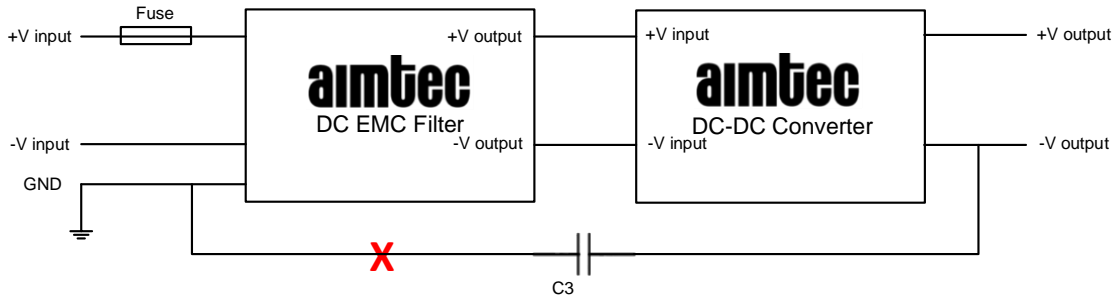 Fuse
+V input
+V output
+V input
+V output
aimtec
DC EMC Filter
aimtec
DC-DC Converter
-V input
-V output
-V input
-V output
GND
X
C3